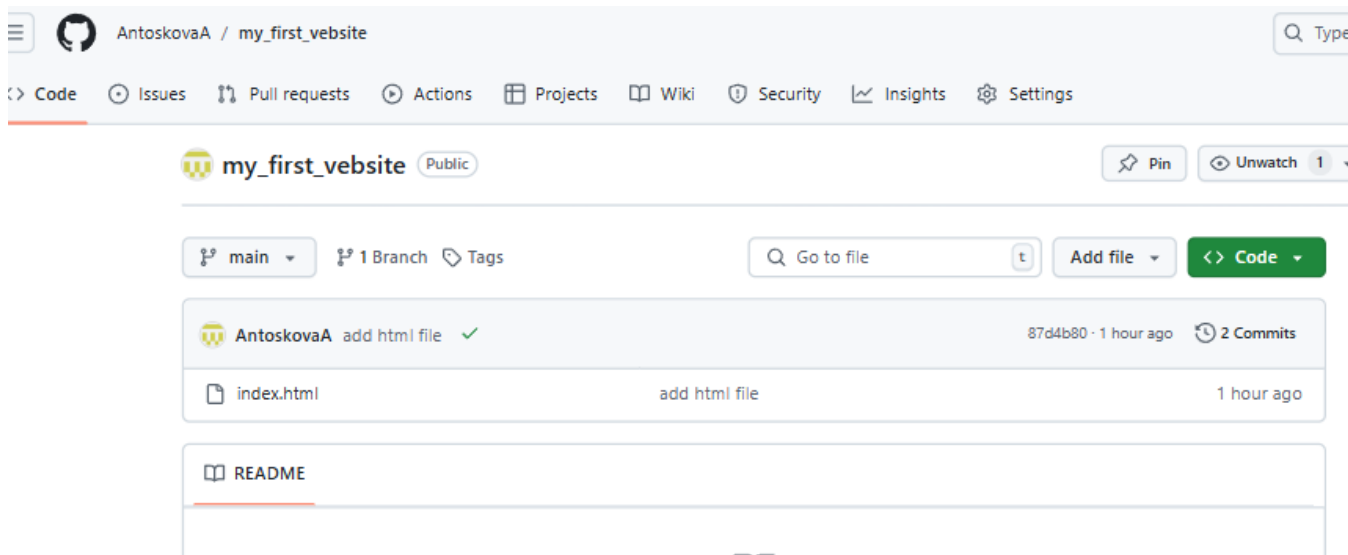 AntoskovaA / my_first_vebsite
Type
Code Issues Pull requests Actions Projects Wiki Security Insights Settings
my_first_vebsite Public Pin Unwatch 1
main 1 Branch Tags Go to file t Add file Code
AntoskovaA add html file 87d4b80 · 1 hour ago 2 Commits
index.html add html file 1 hour ago
README